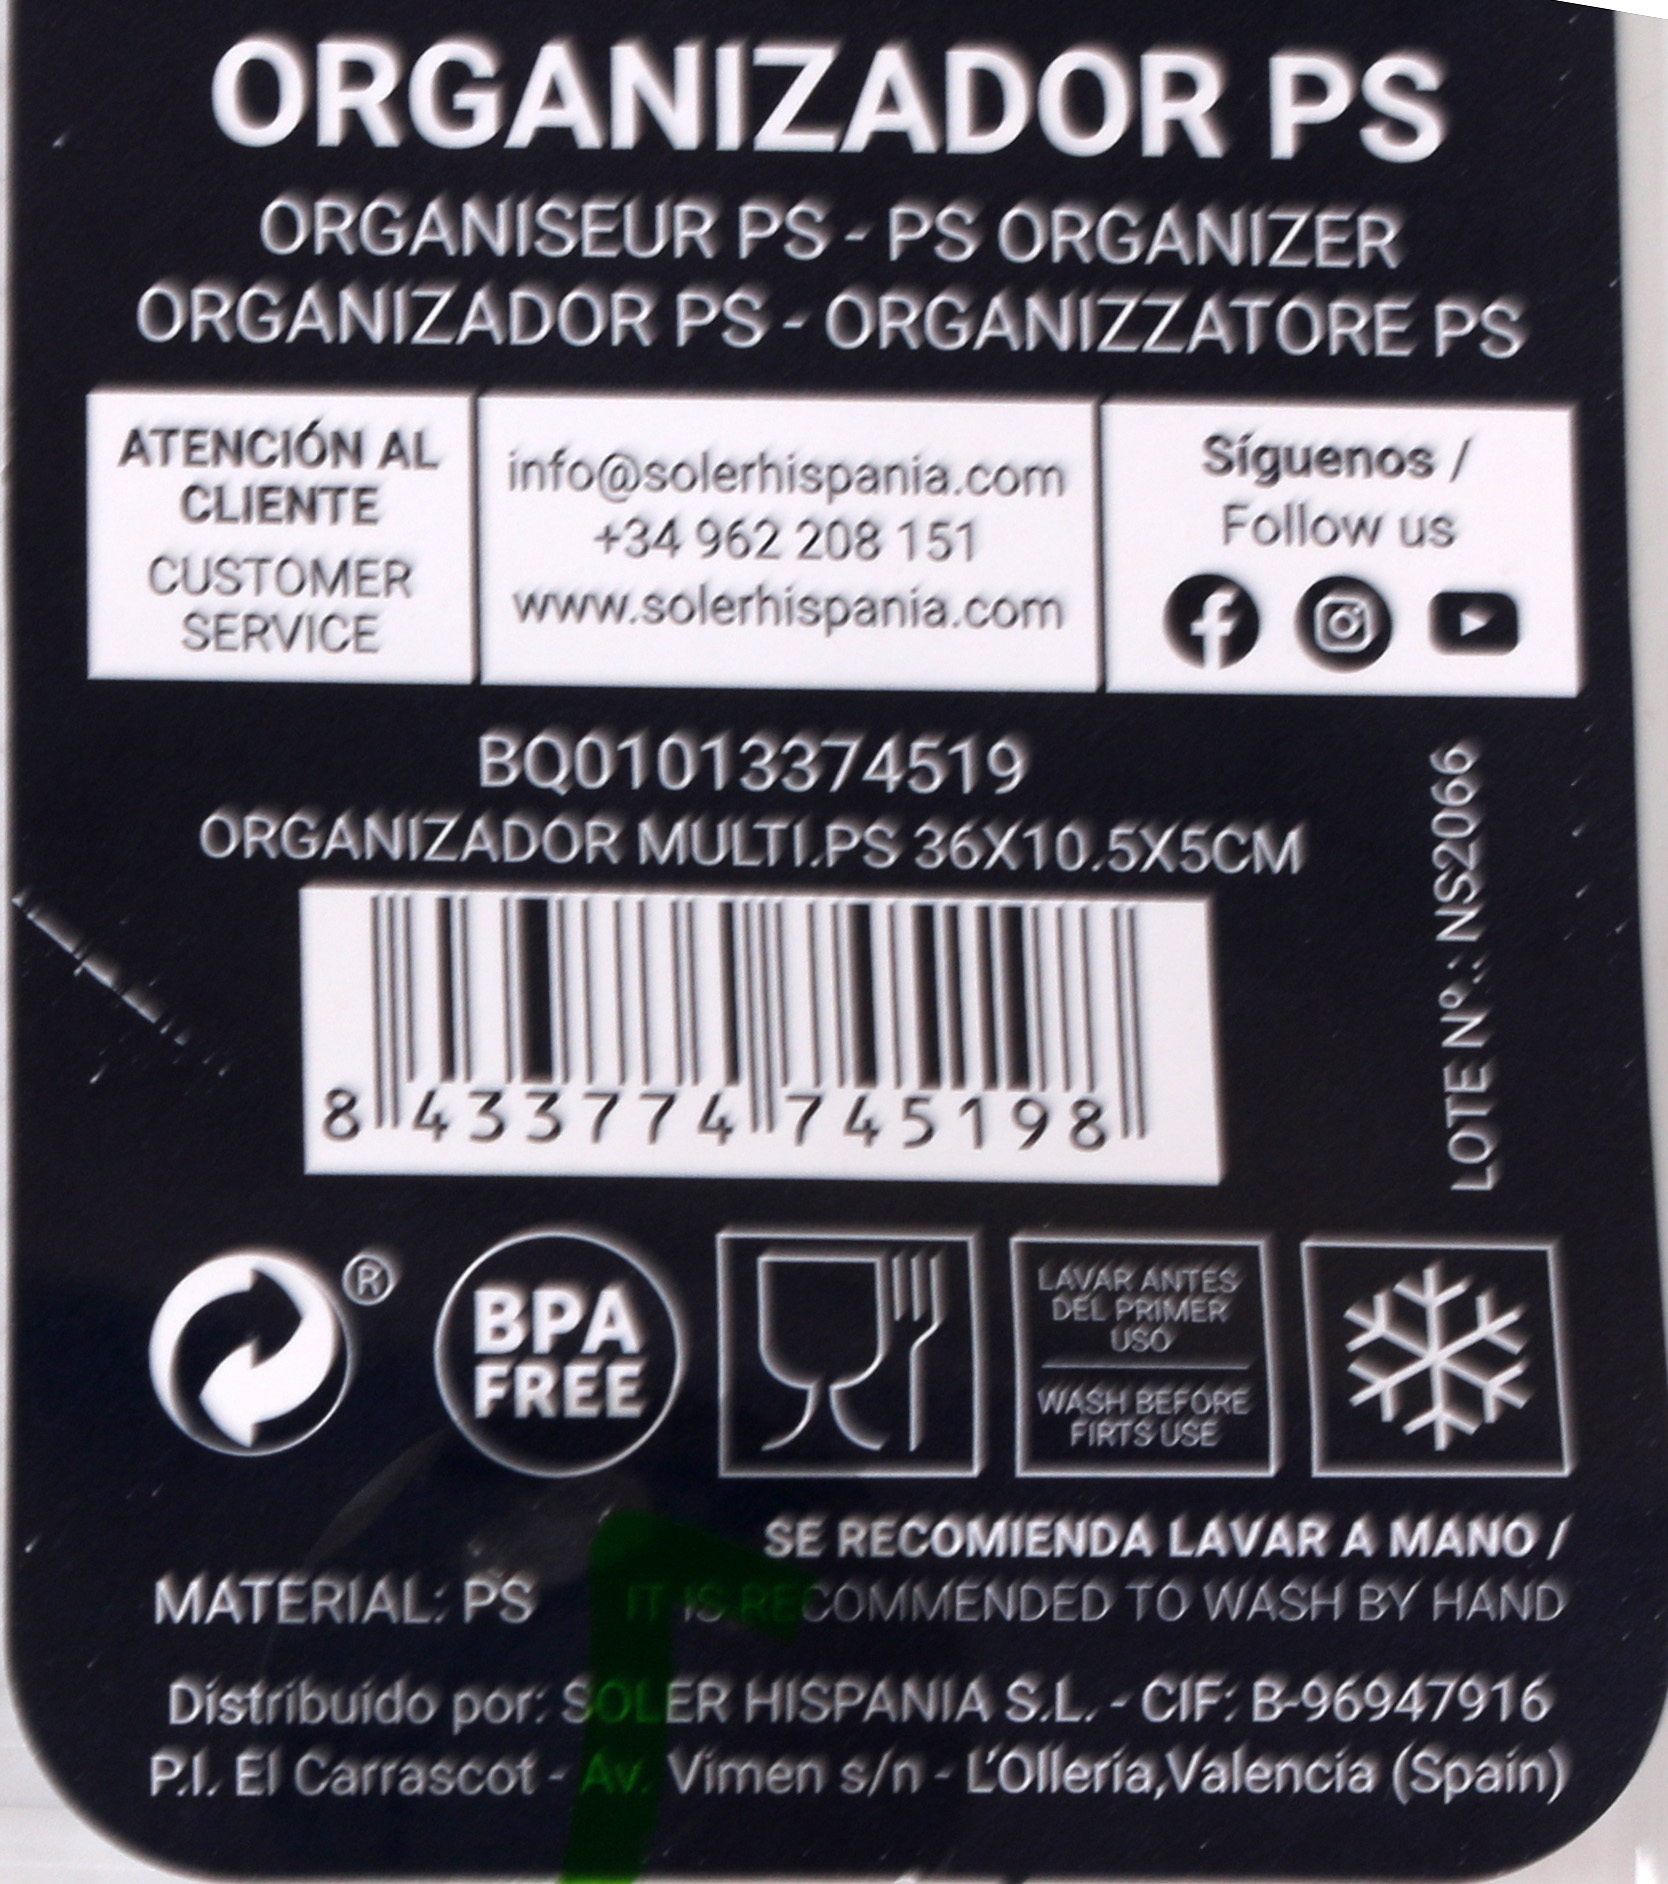 ORGANIZADOR PS
ORGANISEUR PS - PS ORGANIZER
ORGANIZADOR PS - ORGANIZZATORE PS
ATENCIÓN AL
CLIENTE
CUSTOMER
SERVICE
info@solerhispania.com
+34 962 208 151
www.solerhispania.com
Síguenos /
Follow us
BQ01013374519
ORGANIZADOR MULTI.PS 36X10.5X5CM
8 433774 745198
LOTE Nº.: NS2066
®
BPA
FREE
LAVAR ANTES
DEL PRIMER
USO
WASH BEFORE
FIRTS USE
SE RECOMIENDA LAVAR A MANO /
MATERIAL: PS IT IS RECOMMENDED TO WASH BY HAND
Distribuido por: SOLER HISPANIA S.L. - CIF: B-96947916
P.I. El Carrascot - Av. Vimen s/n - L'Olleria,Valencia (Spain)